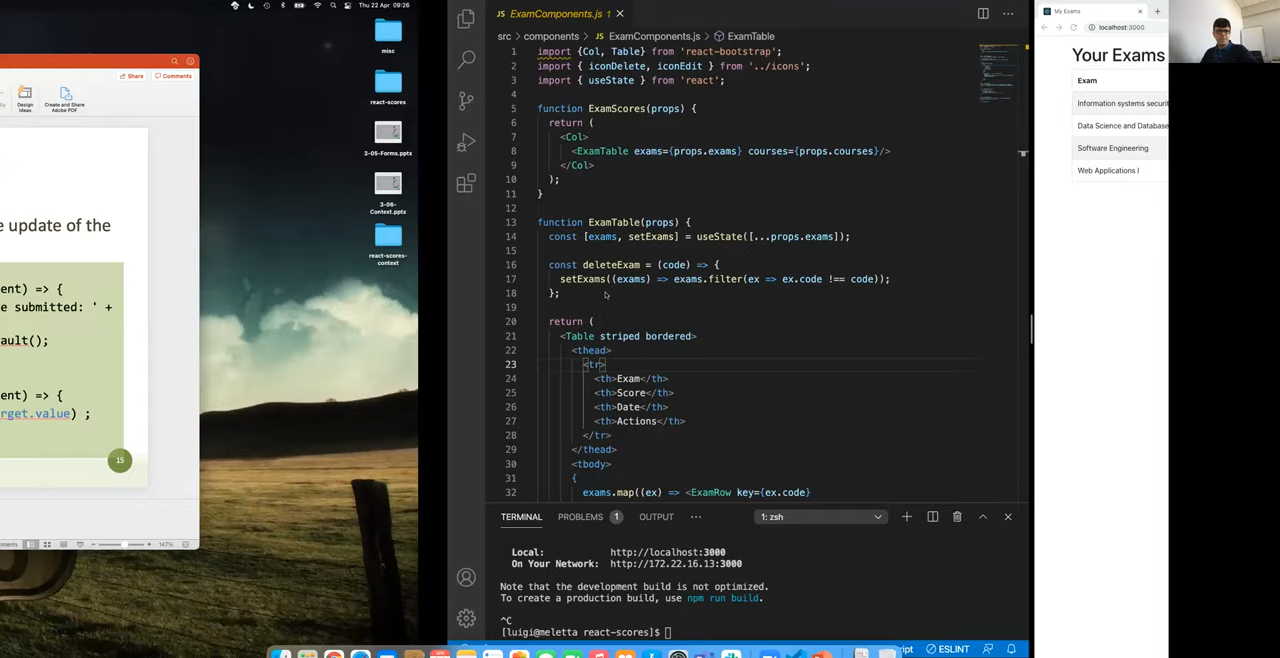 Thu 22 Apr 09:26
misc
react-scores
3-05-Forms.pptx
3-06-
Context.pptx
react-scores-
context
Share
Comments
Design
Ideas
Create and Share
Adobe PDF
e update of the
ent) => {
e submitted: ' +
ault();
ent) => {
rget.value) ;
15
147%
JS ExamComponents.js 1
src > components > JS ExamComponents.js > ExamTable
1 import {Col, Table} from 'react-bootstrap';
2 import { iconDelete, iconEdit } from '../icons';
3 import { useState } from 'react';
4
5 function ExamScores(props) {
6 return (
7 <Col>
8 <ExamTable exams={props.exams} courses={props.courses}/>
9 </Col>
10 );
11 }
12
13 function ExamTable(props) {
14 const [exams, setExams] = useState([...props.exams]);
15
16 const deleteExam = (code) => {
17 setExams((exams) => exams.filter(ex => ex.code !== code));
18 };
19
20 return (
21 <Table striped bordered>
22 <thead>
23 <tr>
24 <th>Exam</th>
25 <th>Score</th>
26 <th>Date</th>
27 <th>Actions</th>
28 </tr>
29 </thead>
30 <tbody>
31 {
32 exams.map((ex) => <ExamRow key={ex.code}
TERMINAL PROBLEMS 1 OUTPUT ··· 1: zsh
Local: http://localhost:3000
On Your Network: http://172.22.16.13:3000
Note that the development build is not optimized.
To create a production build, use npm run build.
^C
[luigi@meletta react-scores]$
ript ESLINT
My Exams
localhost:3000
Your Exams
Exam
Information systems securit
Data Science and Database
Software Engineering
Web Applications I